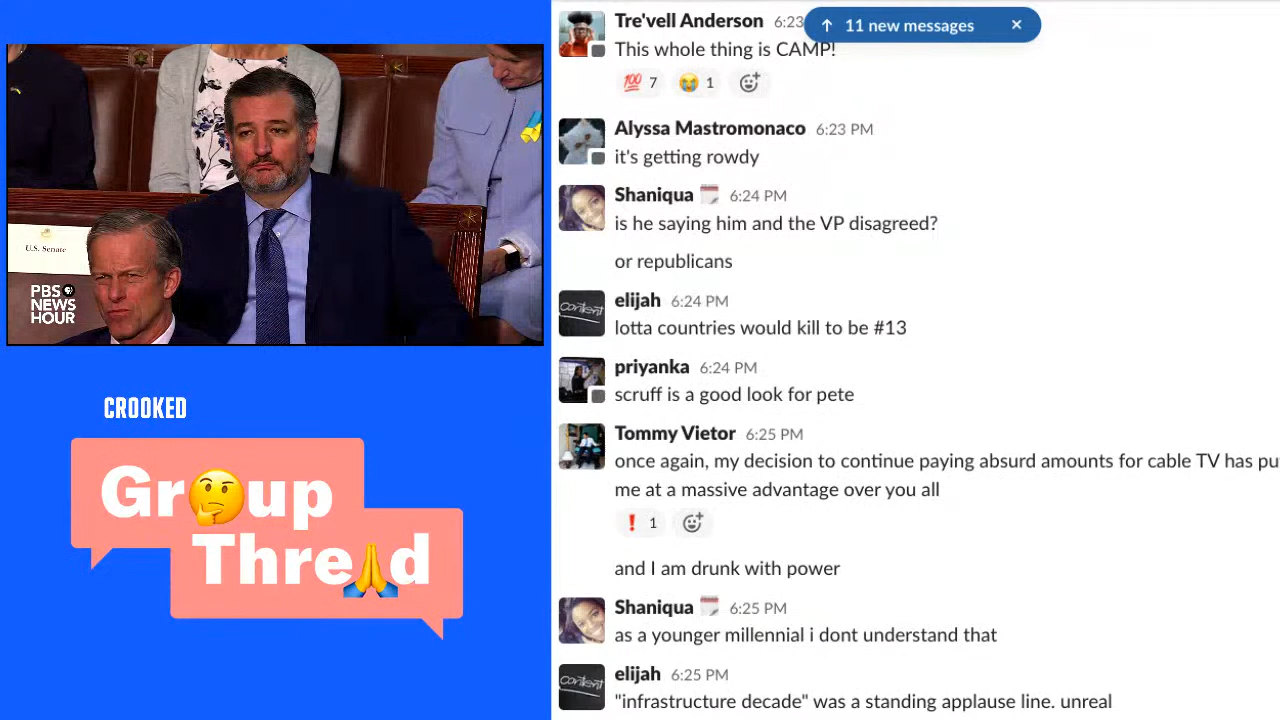 U.S. Senate
PBS
NEWS
HOUR
CROOKED
Gr🤔up
Thre🙏d
Tre'vell Anderson 6:23
↑ 11 new messages ×
This whole thing is CAMP!
💯 7 😭 1
Alyssa Mastromonaco 6:23 PM
it's getting rowdy
Shaniqua 6:24 PM
is he saying him and the VP disagreed?
or republicans
Content
elijah 6:24 PM
lotta countries would kill to be #13
priyanka 6:24 PM
scruff is a good look for pete
Tommy Vietor 6:25 PM
once again, my decision to continue paying absurd amounts for cable TV has pu
me at a massive advantage over you all
❗ 1
and I am drunk with power
Shaniqua 6:25 PM
as a younger millennial i dont understand that
Content
elijah 6:25 PM
"infrastructure decade" was a standing applause line. unreal